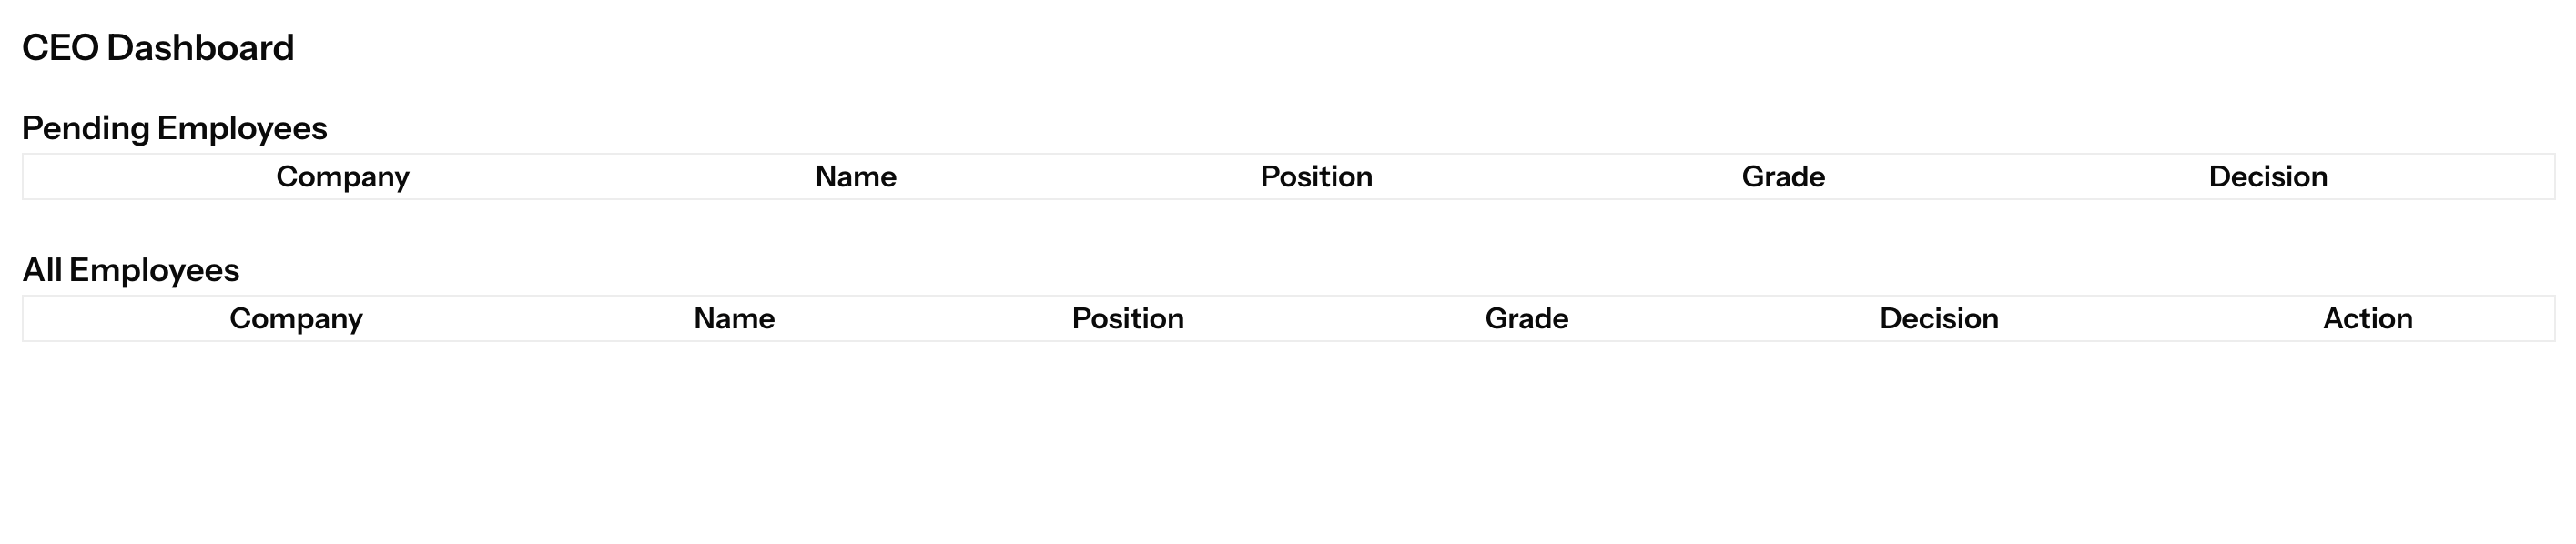 CEO Dashboard
Pending Employees
Company Name Position Grade Decision
All Employees
Company Name Position Grade Decision Action